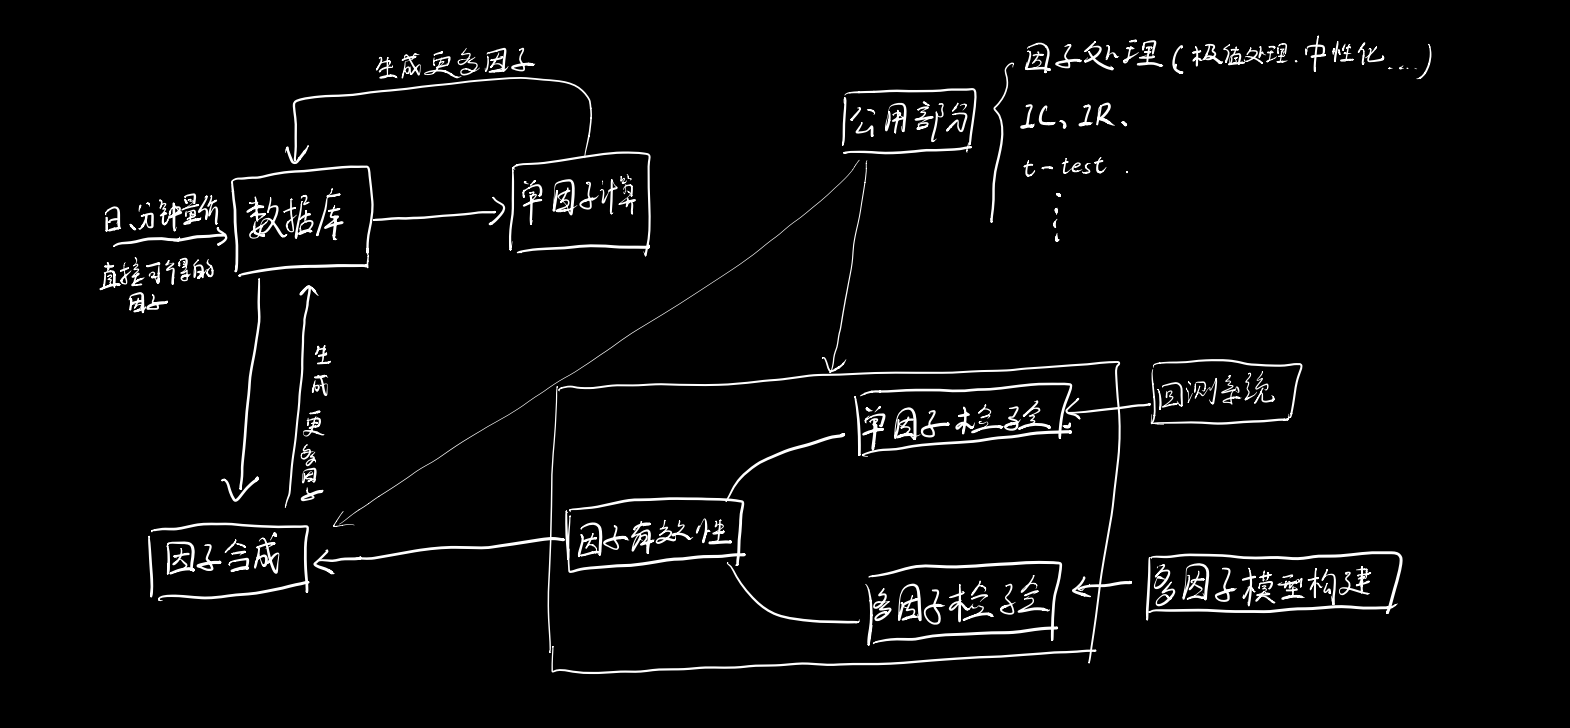 生成更多因子
因子处理(极值处理.中性化....)
公用部分
IC、IR、
t-test.
单因子计算
数据库
日、分钟量价
直接可得的
因子
生成更多因子
回测系统
单因子检验
因子有效性
因子合成
多因子检验
多因子模型构建